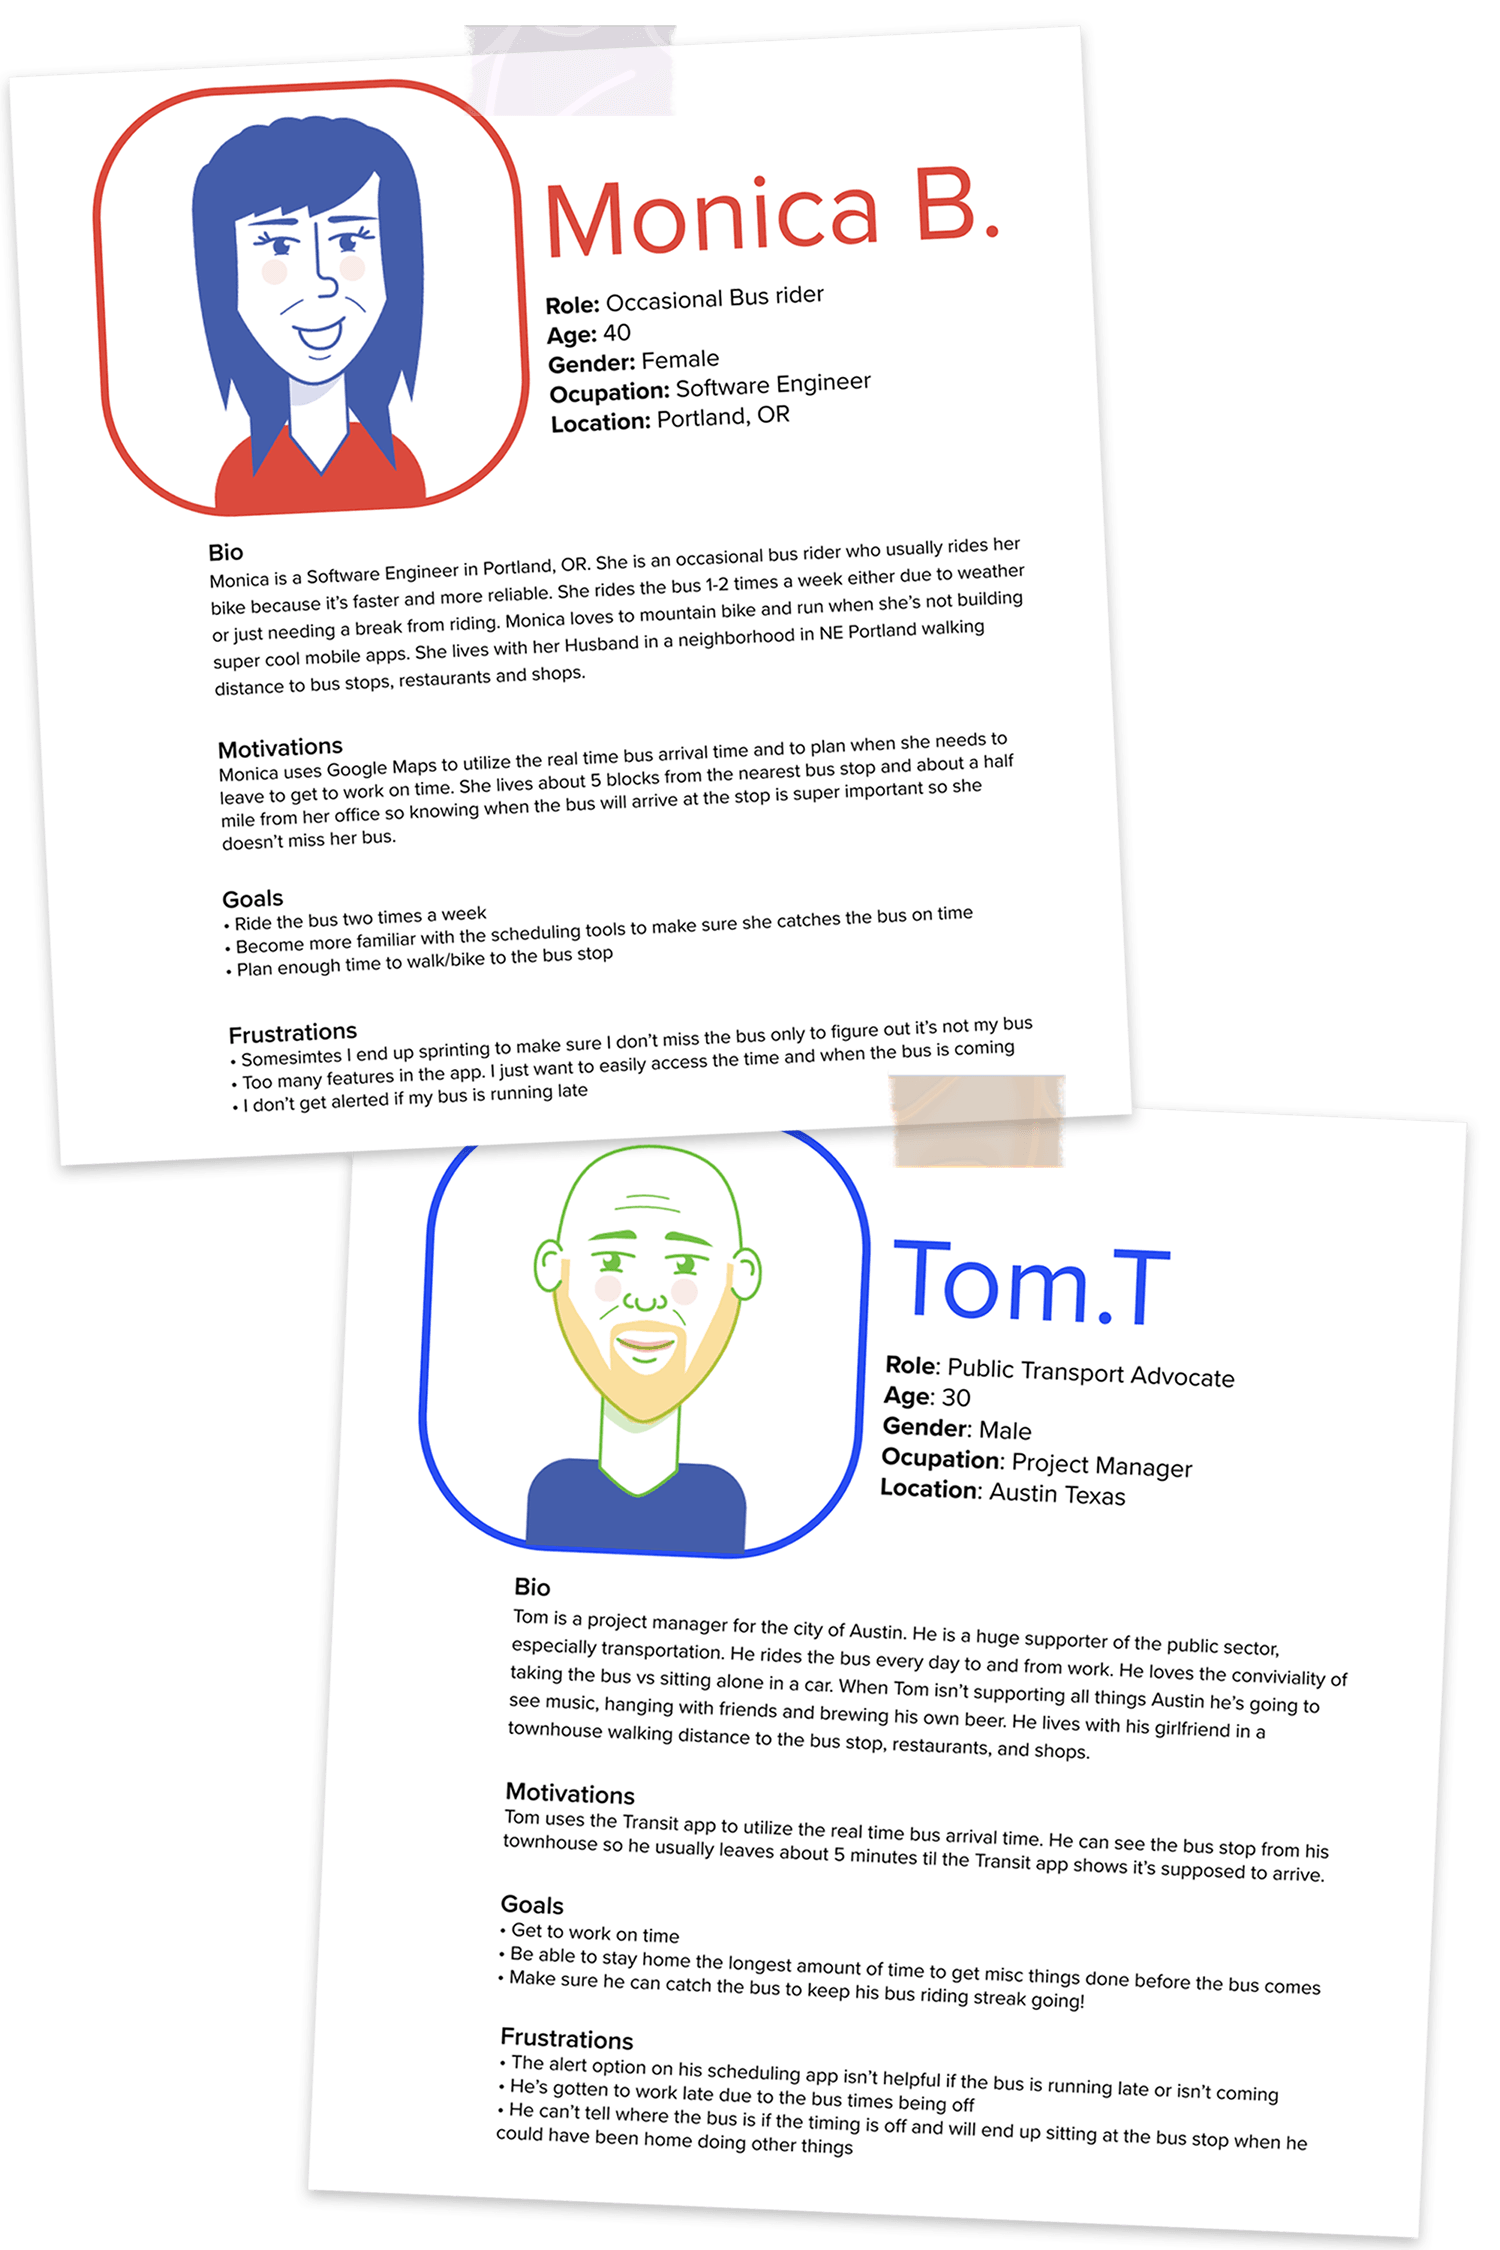 Monica B.
Role: Occasional Bus rider
Age: 40
Gender: Female
Ocupation: Software Engineer
Location: Portland, OR
Bio
Monica is a Software Engineer in Portland, OR. She is an occasional bus rider who usually rides her
bike because it’s faster and more reliable. She rides the bus 1-2 times a week either due to weather
or just needing a break from riding. Monica loves to mountain bike and run when she’s not building
super cool mobile apps. She lives with her Husband in a neighborhood in NE Portland walking
distance to bus stops, restaurants and shops.
Motivations
Monica uses Google Maps to utilize the real time bus arrival time and to plan when she needs to
leave to get to work on time. She lives about 5 blocks from the nearest bus stop and about a half
mile from her office so knowing when the bus will arrive at the stop is super important so she
doesn’t miss her bus.
Goals
• Ride the bus two times a week
• Become more familiar with the scheduling tools to make sure she catches the bus on time
• Plan enough time to walk/bike to the bus stop
Frustrations
• Somesimtes I end up sprinting to make sure I don’t miss the bus only to figure out it’s not my bus
• Too many features in the app. I just want to easily access the time and when the bus is coming
• I don’t get alerted if my bus is running late
Tom.T
Role: Public Transport Advocate
Age: 30
Gender: Male
Ocupation: Project Manager
Location: Austin Texas
Bio
Tom is a project manager for the city of Austin. He is a huge supporter of the public sector,
especially transportation. He rides the bus every day to and from work. He loves the conviviality of
taking the bus vs sitting alone in a car. When Tom isn’t supporting all things Austin he’s going to
see music, hanging with friends and brewing his own beer. He lives with his girlfriend in a
townhouse walking distance to the bus stop, restaurants, and shops.
Motivations
Tom uses the Transit app to utilize the real time bus arrival time. He can see the bus stop from his
townhouse so he usually leaves about 5 minutes til the Transit app shows it’s supposed to arrive.
Goals
• Get to work on time
• Be able to stay home the longest amount of time to get misc things done before the bus comes
• Make sure he can catch the bus to keep his bus riding streak going!
Frustrations
• The alert option on his scheduling app isn’t helpful if the bus is running late or isn’t coming
• He’s gotten to work late due to the bus times being off
• He can’t tell where the bus is if the timing is off and will end up sitting at the bus stop when he
could have been home doing other things